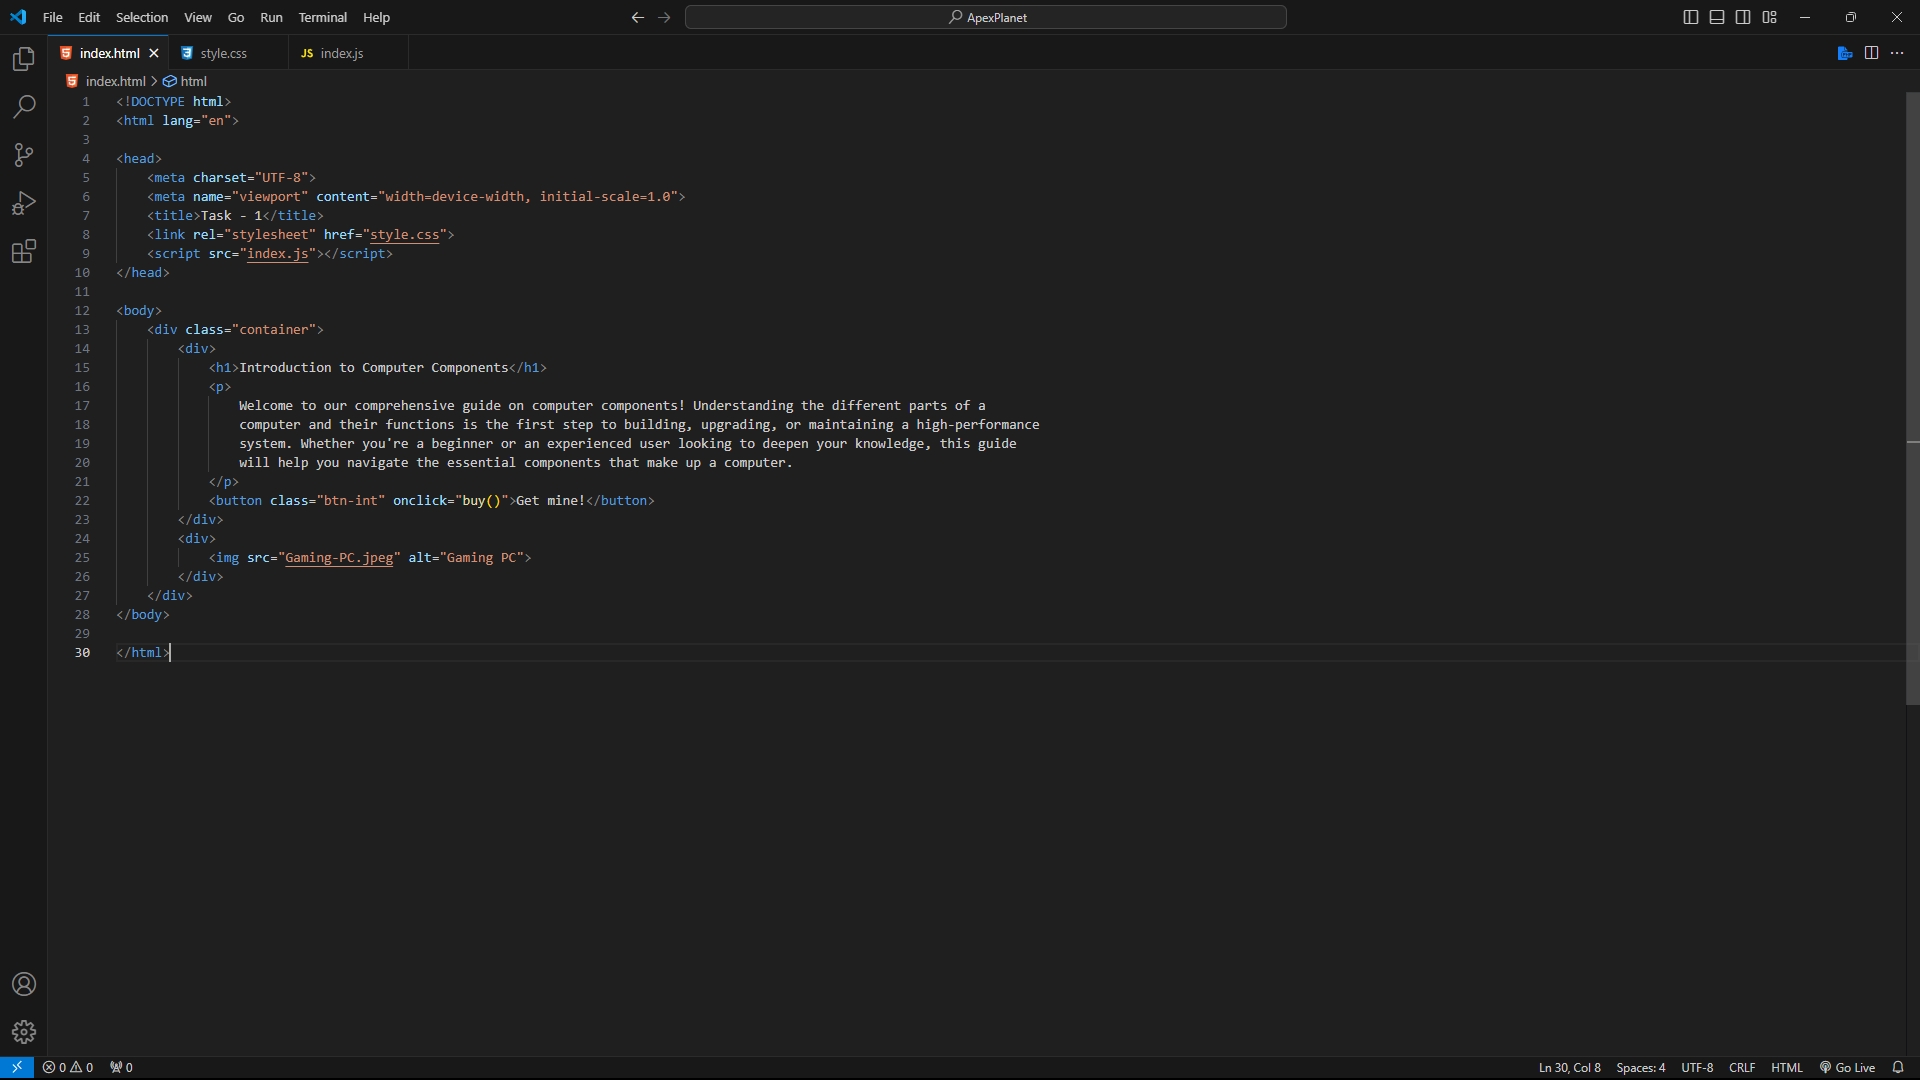 File Edit Selection View Go Run Terminal Help
ApexPlanet
index.html
style.css
JS index.js
index.html > html
1 <!DOCTYPE html>
2 <html lang="en">
3
4 <head>
5 <meta charset="UTF-8">
6 <meta name="viewport" content="width=device-width, initial-scale=1.0">
7 <title>Task - 1</title>
8 <link rel="stylesheet" href="style.css">
9 <script src="index.js"></script>
10 </head>
11
12 <body>
13 <div class="container">
14 <div>
15 <h1>Introduction to Computer Components</h1>
16 <p>
17 Welcome to our comprehensive guide on computer components! Understanding the different parts of a
18 computer and their functions is the first step to building, upgrading, or maintaining a high-performance
19 system. Whether you're a beginner or an experienced user looking to deepen your knowledge, this guide
20 will help you navigate the essential components that make up a computer.
21 </p>
22 <button class="btn-int" onclick="buy()">Get mine!</button>
23 </div>
24 <div>
25 <img src="Gaming-PC.jpeg" alt="Gaming PC">
26 </div>
27 </div>
28 </body>
29
30 </html>
0 0 0 Ln 30, Col 8 Spaces: 4 UTF-8 CRLF HTML Go Live